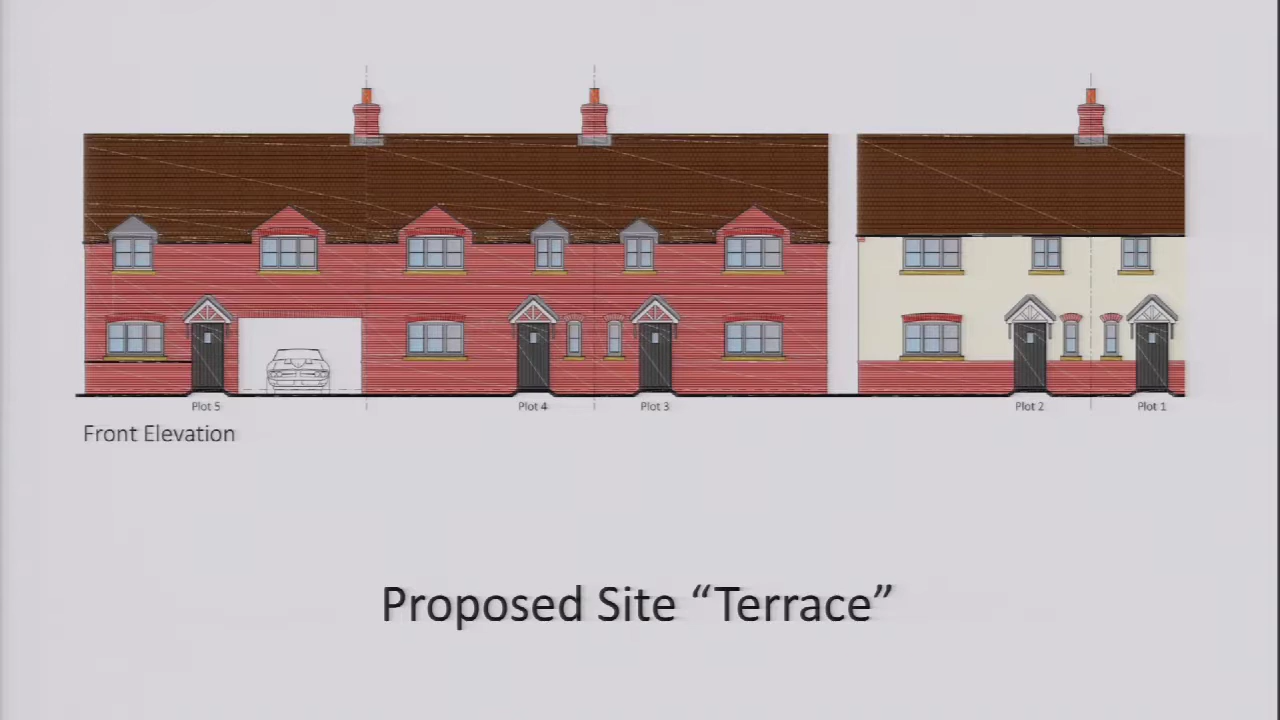 Plot 5 Plot 4 Plot 3 Plot 2 Plot 1
Front Elevation
Proposed Site “Terrace”